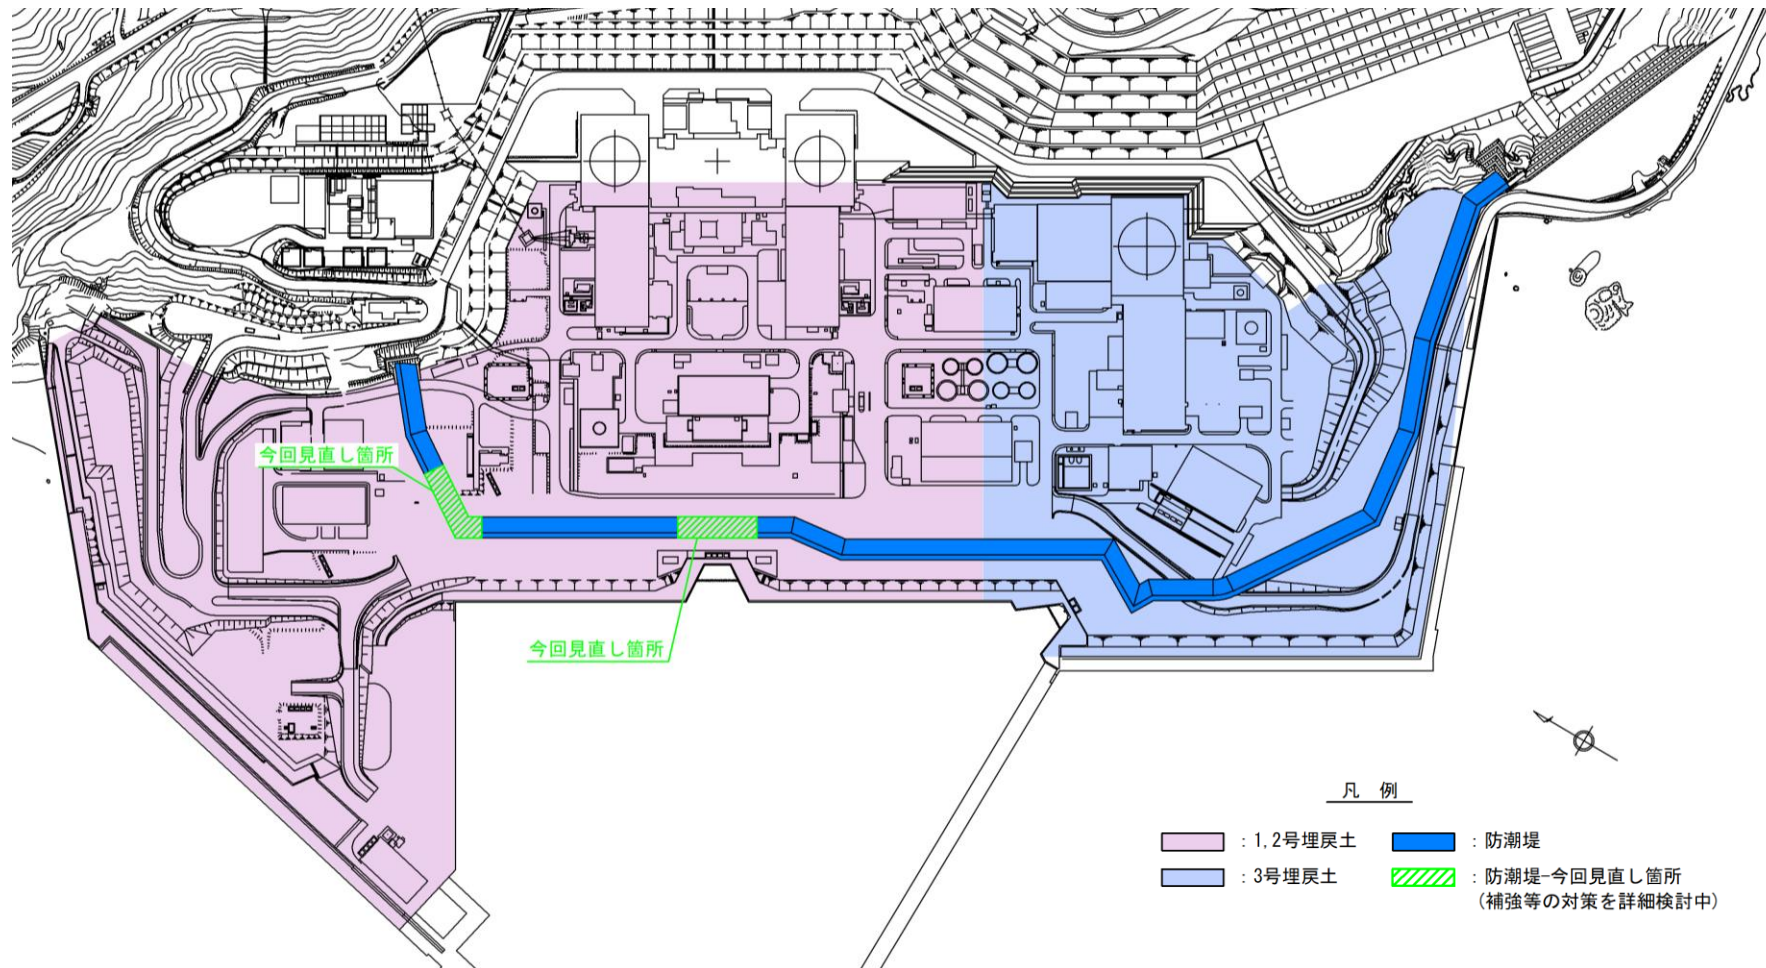 今回見直し箇所
今回見直し箇所
凡 例
：1,2号埋戻土
：防潮堤
：3号埋戻土
：防潮堤-今回見直し箇所
(補強等の対策を詳細検討中)